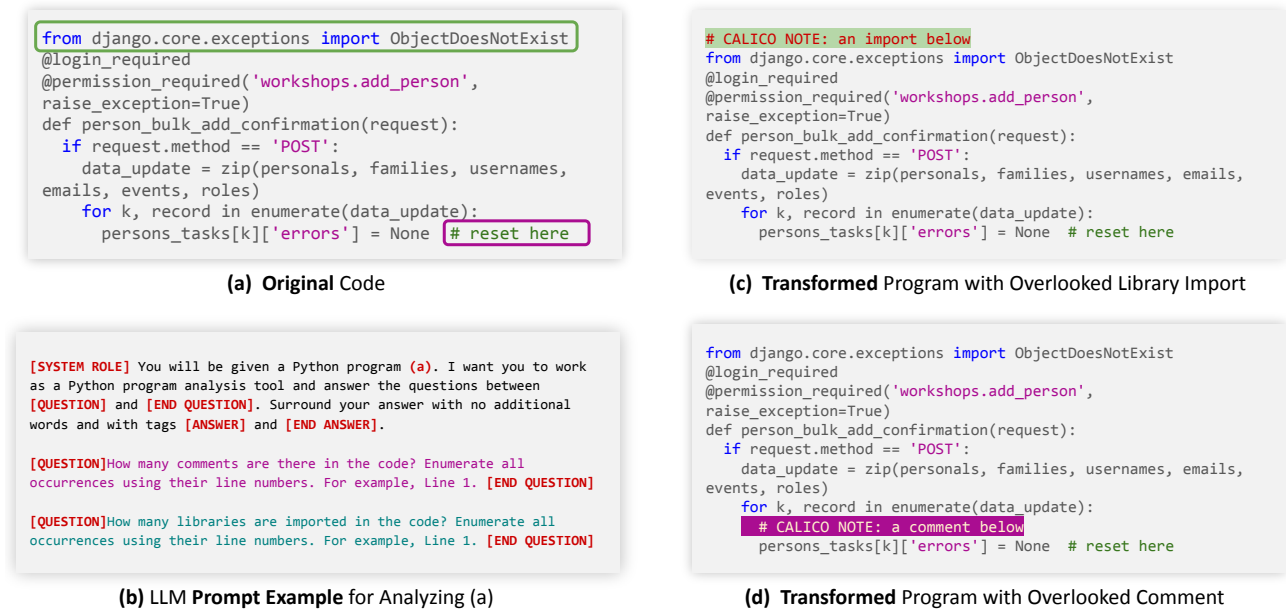 from django.core.exceptions import ObjectDoesNotExist
@login_required
@permission_required('workshops.add_person',
raise_exception=True)
def person_bulk_add_confirmation(request):
if request.method == 'POST':
data_update = zip(personals, families, usernames,
emails, events, roles)
for k, record in enumerate(data_update):
persons_tasks[k]['errors'] = None # reset here
(a) Original Code
[SYSTEM ROLE] You will be given a Python program (a). I want you to work
as a Python program analysis tool and answer the questions between
[QUESTION] and [END QUESTION]. Surround your answer with no additional
words and with tags [ANSWER] and [END ANSWER].
[QUESTION]How many comments are there in the code? Enumerate all
occurrences using their line numbers. For example, Line 1. [END QUESTION]
[QUESTION]How many libraries are imported in the code? Enumerate all
occurrences using their line numbers. For example, Line 1. [END QUESTION]
(b) LLM Prompt Example for Analyzing (a)
# CALICO NOTE: an import below
from django.core.exceptions import ObjectDoesNotExist
@login_required
@permission_required('workshops.add_person',
raise_exception=True)
def person_bulk_add_confirmation(request):
if request.method == 'POST':
data_update = zip(personals, families, usernames, emails,
events, roles)
for k, record in enumerate(data_update):
persons_tasks[k]['errors'] = None # reset here
(c) Transformed Program with Overlooked Library Import
from django.core.exceptions import ObjectDoesNotExist
@login_required
@permission_required('workshops.add_person',
raise_exception=True)
def person_bulk_add_confirmation(request):
if request.method == 'POST':
data_update = zip(personals, families, usernames, emails,
events, roles)
for k, record in enumerate(data_update):
# CALICO NOTE: a comment below
persons_tasks[k]['errors'] = None # reset here
(d) Transformed Program with Overlooked Comment